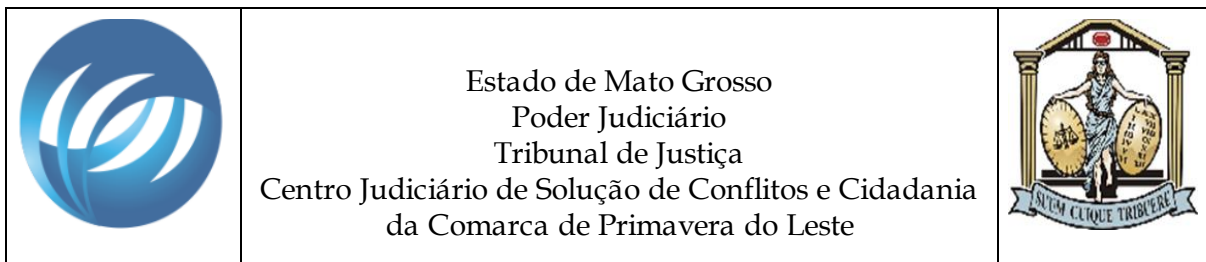 Estado de Mato Grosso
Poder Judiciário
Tribunal de Justiça
Centro Judiciário de Solução de Conflitos e Cidadania
da Comarca de Primavera do Leste
SUUM CUIQUE TRIBUERE